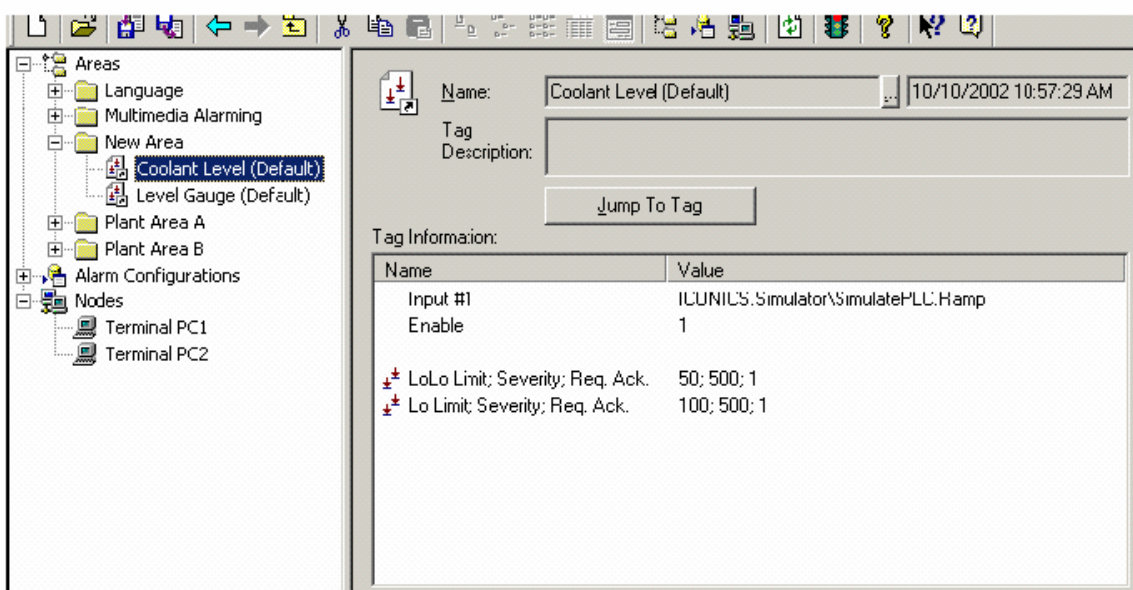 Areas
Language
Multimedia Alarming
New Area
Coolant Level (Default)
Level Gauge (Default)
Plant Area A
Plant Area B
Alarm Configurations
Nodes
Terminal PC1
Terminal PC2
Name:
Coolant Level (Default)
...
10/10/2002 10:57:29 AM
Tag
Description:
Jump To Tag
Tag Information:
Name Value
Input #1 ICONICS.Simulator\SimulatePLC.Ramp
Enable 1
LoLo Limit; Severity; Req. Ack. 50; 500; 1
Lo Limit; Severity; Req. Ack. 100; 500; 1